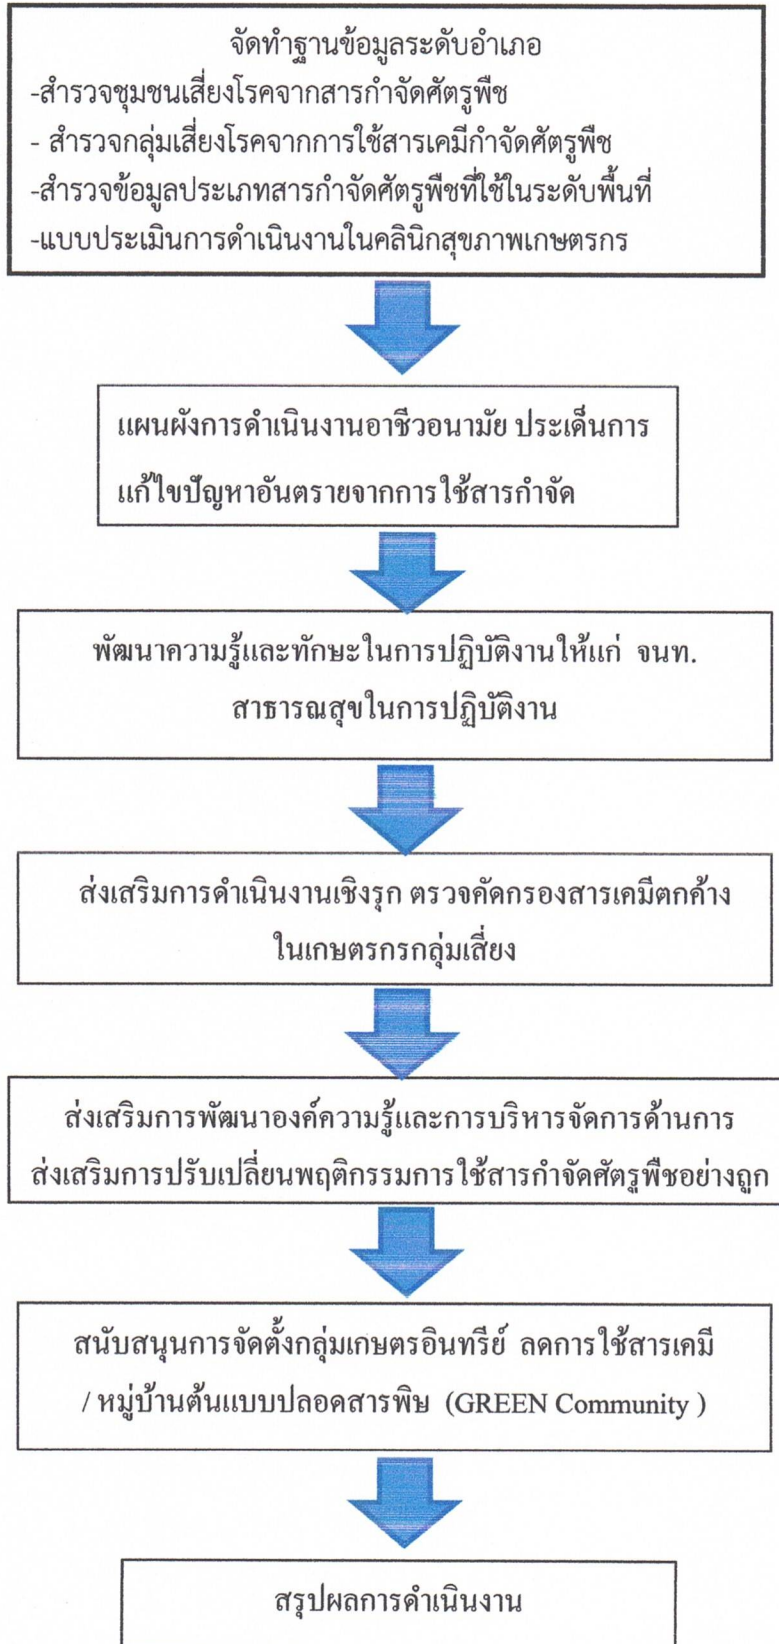 จัดทำฐานข้อมูลระดับอำเภอ
-สำรวจชุมชนเสี่ยงโรคจากสารกำจัดศัตรูพืช
- สำรวจกลุ่มเสี่ยงโรคจากการใช้สารเคมีกำจัดศัตรูพืช
-สำรวจข้อมูลประเภทสารกำจัดศัตรูพืชที่ใช้ในระดับพื้นที่
-แบบประเมินการดำเนินงานในคลินิกสุขภาพเกษตรกร
แผนผังการดำเนินงานอาชีวอนามัย ประเด็นการ
แก้ไขปัญหาอันตรายจากการใช้สารกำจัด
พัฒนาความรู้และทักษะในการปฏิบัติงานให้แก่ จนท.
สาธารณสุขในการปฏิบัติงาน
ส่งเสริมการดำเนินงานเชิงรุก ตรวจคัดกรองสารเคมีตกค้าง
ในเกษตรกรกลุ่มเสี่ยง
ส่งเสริมการพัฒนาองค์ความรู้และการบริหารจัดการด้านการ
ส่งเสริมการปรับเปลี่ยนพฤติกรรมการใช้สารกำจัดศัตรูพืชอย่างถูก
สนับสนุนการจัดตั้งกลุ่มเกษตรอินทรีย์ ลดการใช้สารเคมี
/ หมู่บ้านต้นแบบปลอดสารพิษ (GREEN Community )
สรุปผลการดำเนินงาน